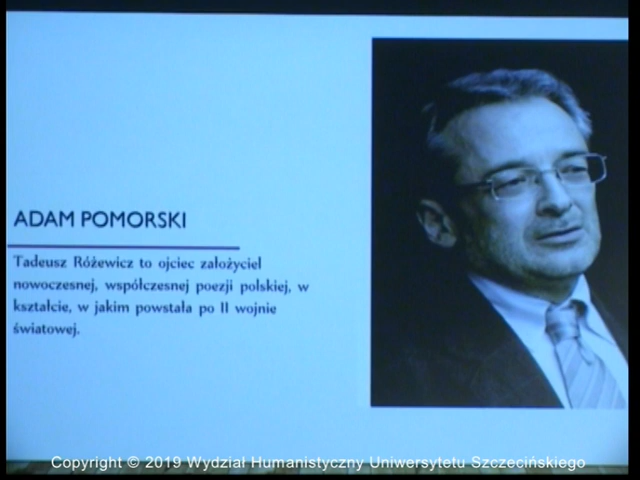 ADAM POMORSKI
Tadeusz Różewicz to ojciec założyciel
nowoczesnej, współczesnej poezji polskiej, w
kształcie, w jakim powstała po II wojnie
światowej.
Copyright © 2019 Wydział Humanistyczny Uniwersytetu Szczecińskiego